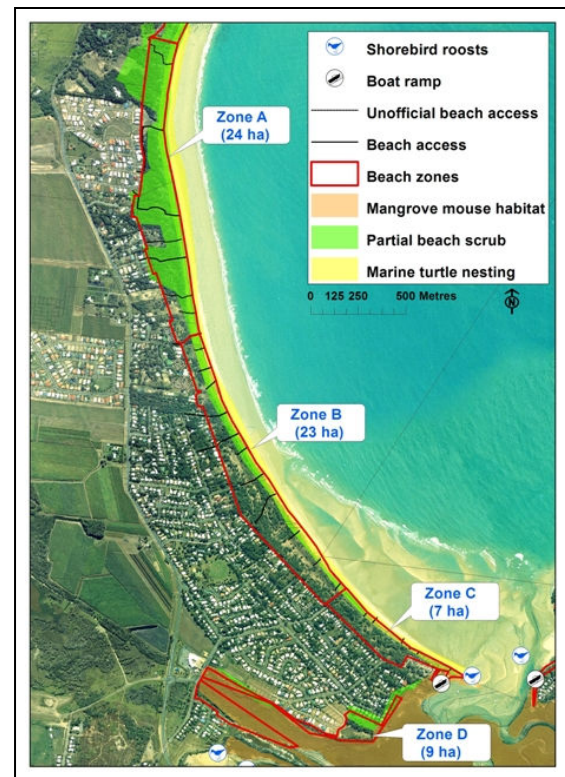 Shorebird roosts
Boat ramp
Unofficial beach access
Beach access
Beach zones
Mangrove mouse habitat
Partial beach scrub
Marine turtle nesting
0 125 250 500 Metres
N
Zone A
(24 ha)
Zone B
(23 ha)
Zone C
(7 ha)
Zone D
(9 ha)